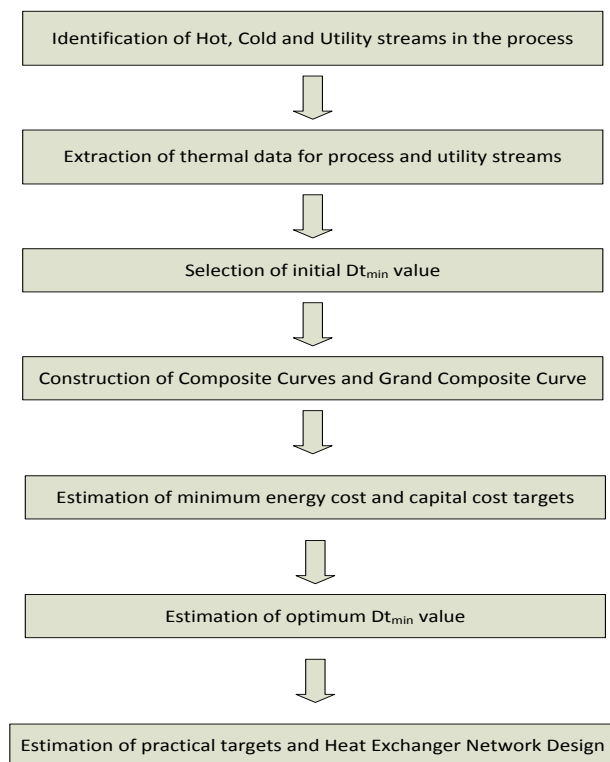 Identification of Hot, Cold and Utility streams in the process
Extraction of thermal data for process and utility streams
Selection of initial Dtmin value
Construction of Composite Curves and Grand Composite Curve
Estimation of minimum energy cost and capital cost targets
Estimation of optimum Dtmin value
Estimation of practical targets and Heat Exchanger Network Design